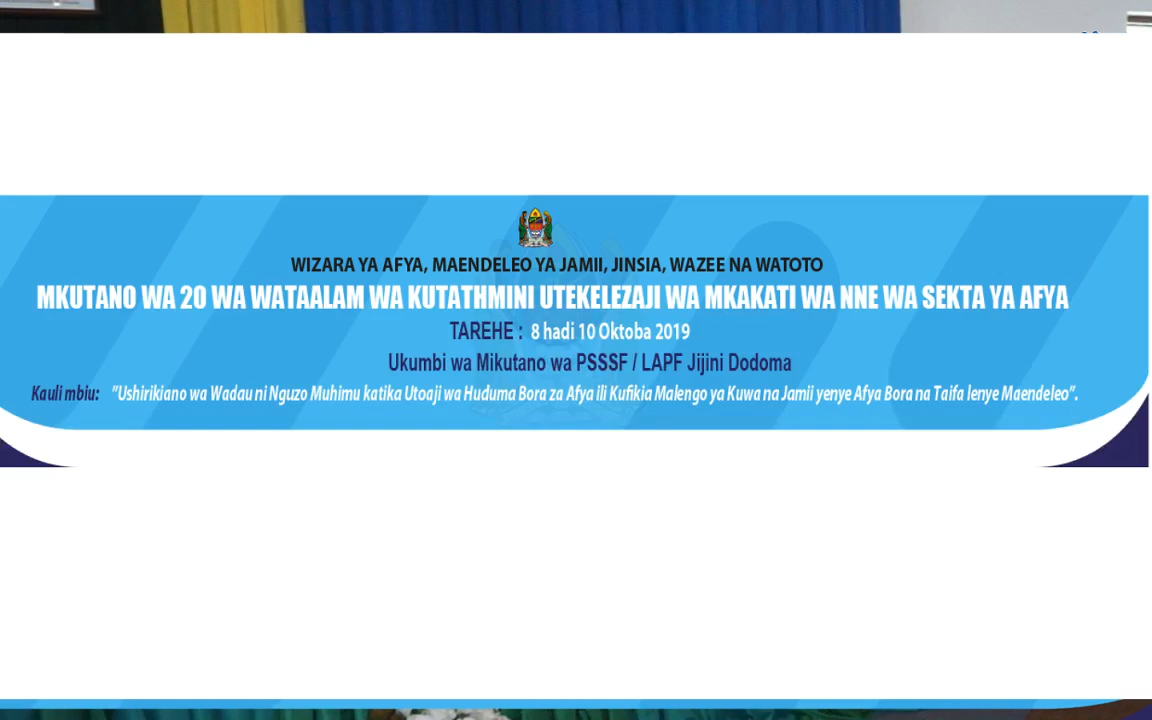 WIZARA YA AFYA, MAENDELEO YA JAMII, JINSIA, WAZEE NA WATOTO
MKUTANO WA 20 WA WATAALAM WA KUTATHMINI UTEKELEZAJI WA MKAKATI WA NNE WA SEKTA YA AFYA
TAREHE : 8 hadi 10 Oktoba 2019
Ukumbi wa Mikutano wa PSSSF / LAPF Jijini Dodoma
Kauli mbiu: "Ushirikiano wa Wadau ni Nguzo Muhimu katika Utoaji wa Huduma Bora za Afya ili Kufikia Malengo ya Kuwa na Jamii yenye Afya Bora na Taifa lenye Maendeleo".